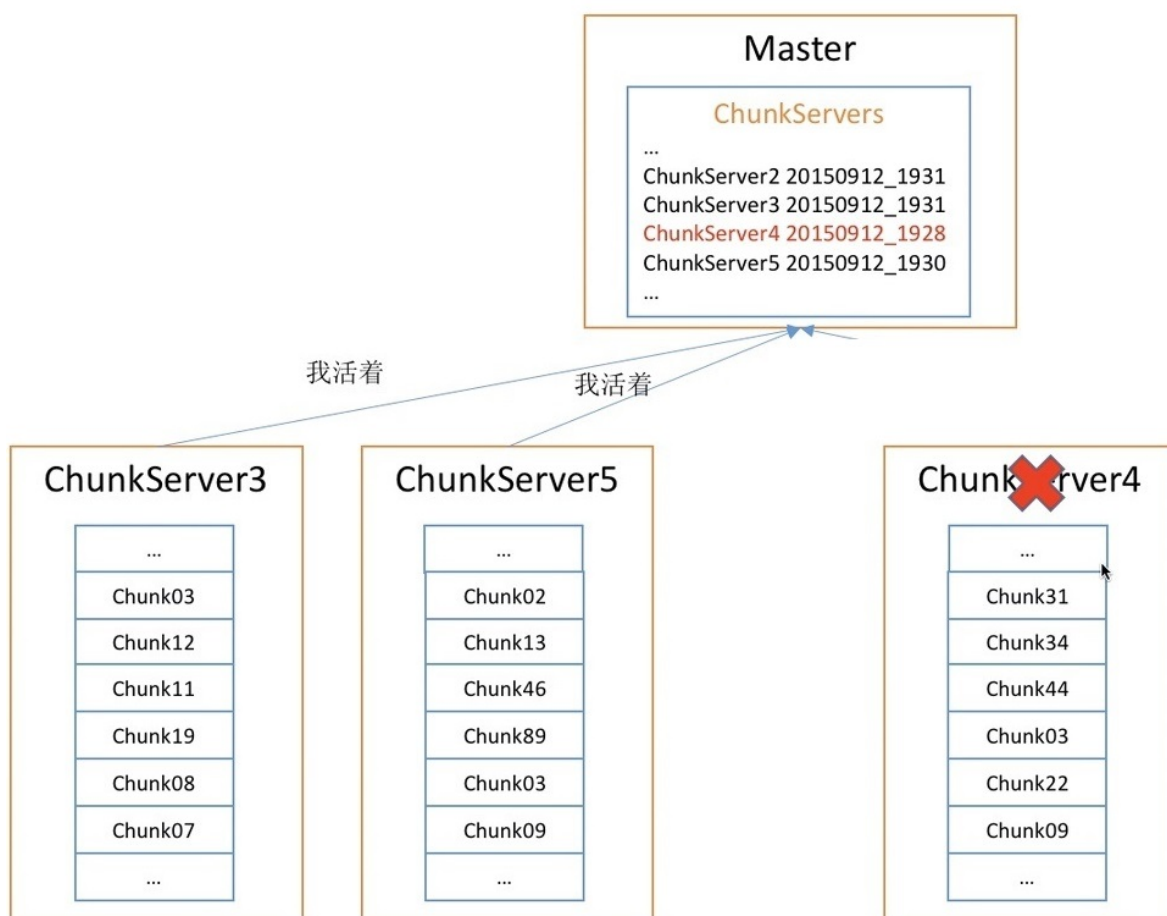 Master
ChunkServers
...
ChunkServer2 20150912_1931
ChunkServer3 20150912_1931
ChunkServer4 20150912_1928
ChunkServer5 20150912_1930
...
我活着
我活着
ChunkServer3
...
Chunk03
Chunk12
Chunk11
Chunk19
Chunk08
Chunk07
...
ChunkServer5
...
Chunk02
Chunk13
Chunk46
Chunk89
Chunk03
Chunk09
...
ChunkServer4
...
Chunk31
Chunk34
Chunk44
Chunk03
Chunk22
Chunk09
...